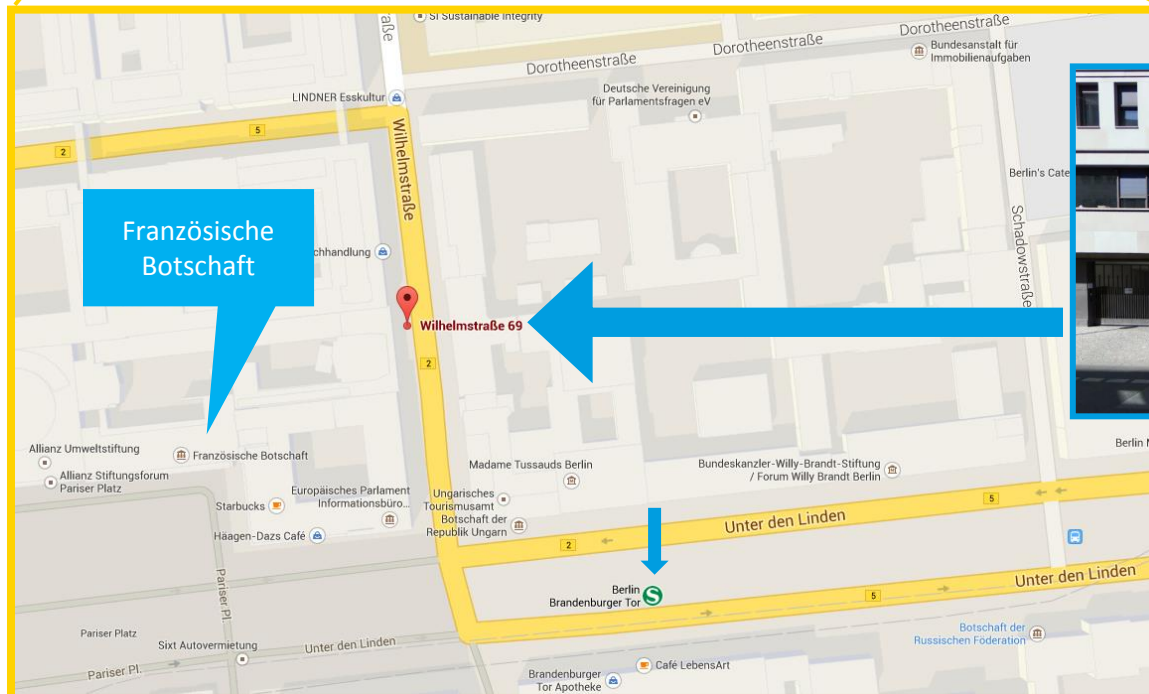 SI Sustainable Integrity
Dorotheenstraße
Dorotheenstraße
Dorotheenstraße
Bundesanstalt für
Immobilienaufgaben
LINDNER Esskultur
Deutsche Vereinigung
für Parlamentsfragen eV
5
2
Wilhelmstraße
Französische
Botschaft
Schadowstraße
Wilhelmstraße 69
2
Allianz Umweltstiftung
Französische Botschaft
Allianz Stiftungsforum
Pariser Platz
Starbucks
Europäisches Parlament
Informationsbüro...
Häagen-Dazs Café
Madame Tussauds Berlin
Ungarisches
Tourismusamt
Botschaft der
Republik Ungarn
Bundeskanzler-Willy-Brandt-Stiftung
/ Forum Willy Brandt Berlin
5
Unter den Linden
2
Berlin
Brandenburger Tor
S
5
Unter den Linden
Pariser Pl.
Pariser Platz
Sixt Autovermietung
Unter den Linden
Pariser Pl.
Botschaft der
Russischen Föderation
Café LebensArt
Brandenburger
Tor Apotheke